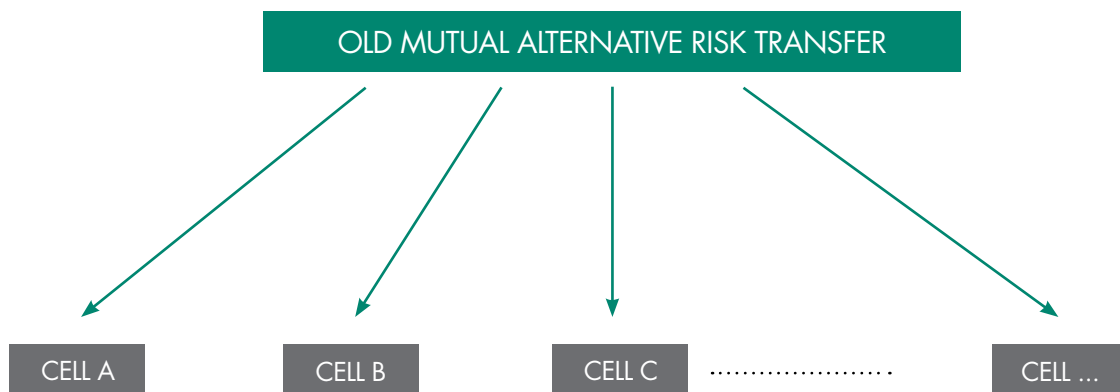 OLD MUTUAL ALTERNATIVE RISK TRANSFER
CELL A
CELL B
CELL C
CELL ...